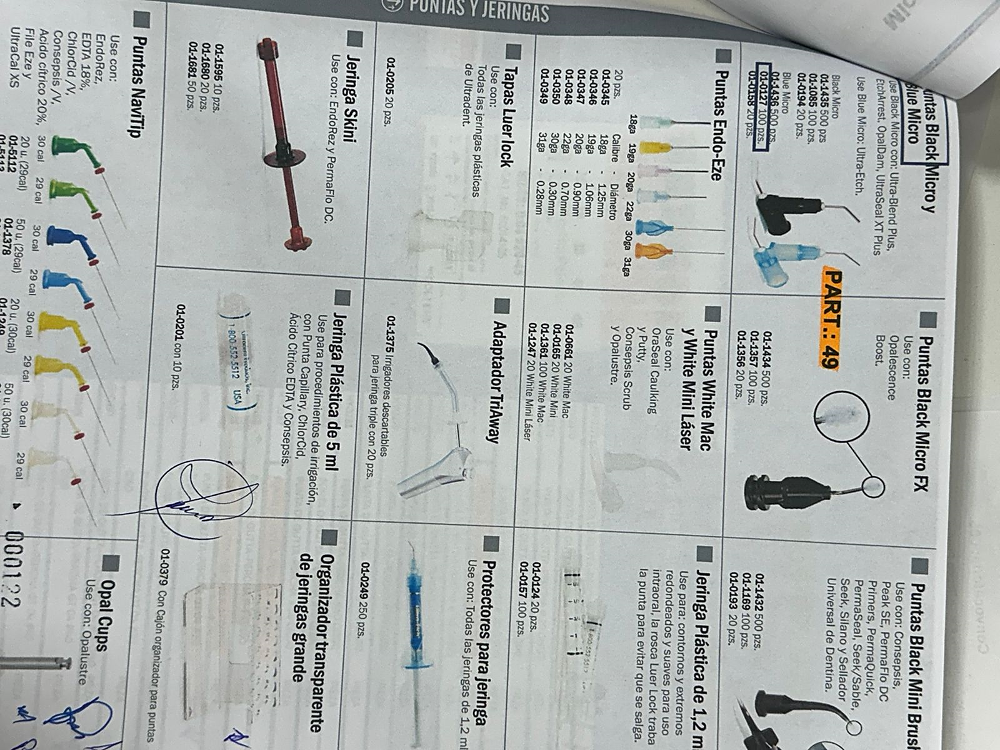 PUNTAS Y JERINGAS
Puntas Black Micro y
Blue Micro
Use Black Micro con: Ultra-Blend Plus,
EtchArrest, OpalDam, UltraSeal XT Plus
Use Blue Micro: Ultra-Etch.
Black Micro
01-1435 500 pzs
01-1085 100 pzs.
01-0194 20 pzs.
Blue Micro
01-1436 500 pzs.
01-0127 100 pzs.
01-0158 20 pzs.
PART.: 49
Puntas Black Micro FX
Use con:
Opalescence
Boost.
01-1434 500 pzs.
01-1357 100 pzs.
01-1356 20 pzs.
Puntas Black Mini Brus
Use con: Consepsis,
Peak SE, PermaFlo DC
Primers, PermaQuick,
PermaSeal, Seek/Sable,
Seek, Silano y Sellador
Universal de Dentina.
01-1432 500 pzs.
01-1169 100 pzs.
01-0193 20 pzs.
Puntas Endo-Eze
18ga 19ga 20ga 22ga 30ga 31ga
20 pzs. Calibre - Diámetro
01-0345 18ga - 1.25mm
01-0346 19ga - 1.06mm
01-0347 20ga - 0.90mm
01-0348 22ga - 0.70mm
01-0350 30ga - 0.30mm
01-0349 31ga - 0.28mm
Puntas White Mac
y White Mini Láser
Use con:
OraSeal Caulking
y Putty,
Consepsis Scrub
y Opalustre.
01-0661 20 White Mac
01-0165 20 White Mini
01-1361 100 White Mac
01-1247 20 White Mini Láser
Jeringa Plástica de 1,2 m
Use para: contornos y extremos
redondeados y suaves para uso
intraoral, la rosca Luer Lock traba
la punta para evitar que se salga.
01-0124 20 pzs.
01-0157 100 pzs.
Tapas Luer lock
Use con:
Todas las jeringas plásticas
de Ultradent.
01-0205 20 pzs.
Adaptador TriAway
01-1375 Irrigadores descartables
para jeringa triple con 20 pzs.
Protectores para jeringa
Use con: Todas las jeringas de 1,2 ml
01-0249 250 pzs.
Jeringa Skini
Use con: EndoRez y PermaFlo DC.
01-1595 10 pzs.
01-1680 20 pzs.
01-1681 50 pzs.
Jeringa Plástica de 5 ml
Use para procedimientos de irrigación,
con Punta Capillary, ChlorCid,
Ácido Cítrico EDTA y Consepsis.
1-800-552-5512 USA
01-0201 con 10 pzs.
Organizador transparente
de jeringas grande
01-0379 Con Cajón organizador para puntas
Puntas NaviTip
Use con:
EndoRez,
EDTA 18%,
ChlorCid /V,
Consepsis /V,
Acido cítrico 20%,
File Eze y
UltraCal XS
30 cal 29 cal 30 cal 29 cal 30 cal 29 cal 30 cal 29 cal
20 u. (29cal) 50 u. (29cal) 20 u. (30cal) 50 u. (30cal)
01-5112 01-1378 01-1249
Opal Cups
Use con: Opalustre
000122